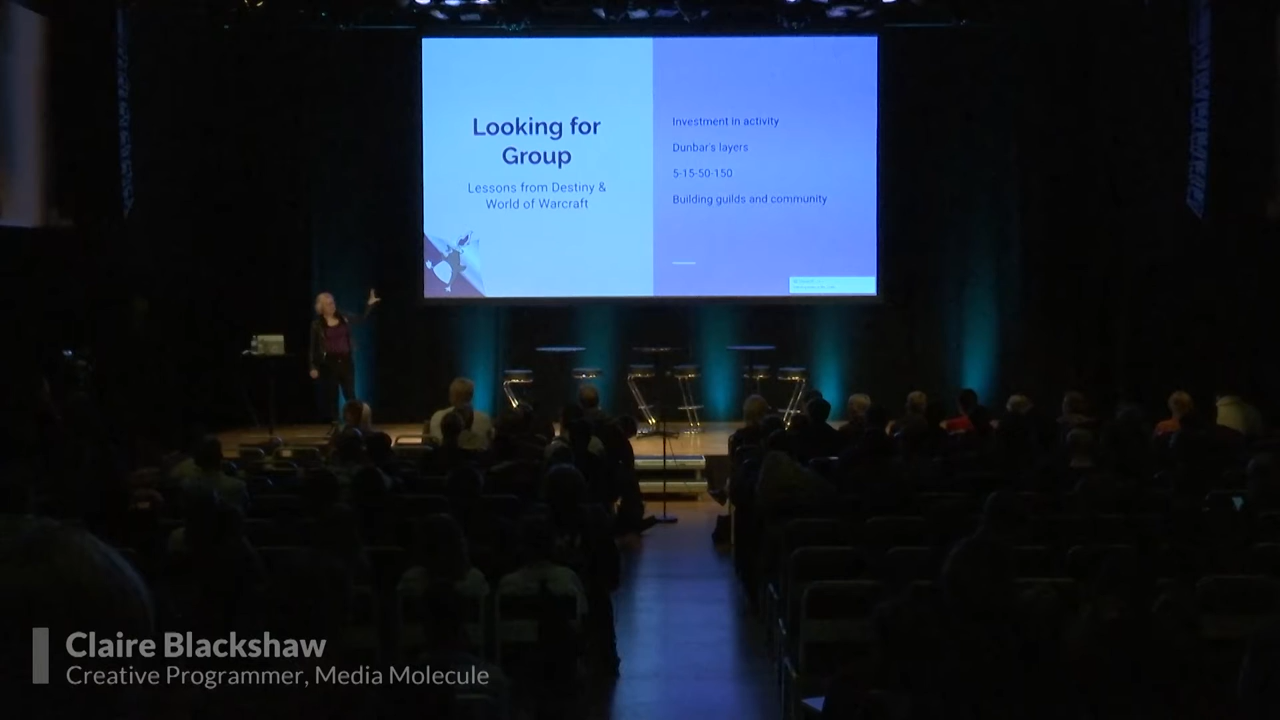 Looking for
Group
Lessons from Destiny &
World of Warcraft
Investment in activity
Dunbar's layers
5-15-50-150
Building guilds and community
Claire Blackshaw
Creative Programmer, Media Molecule